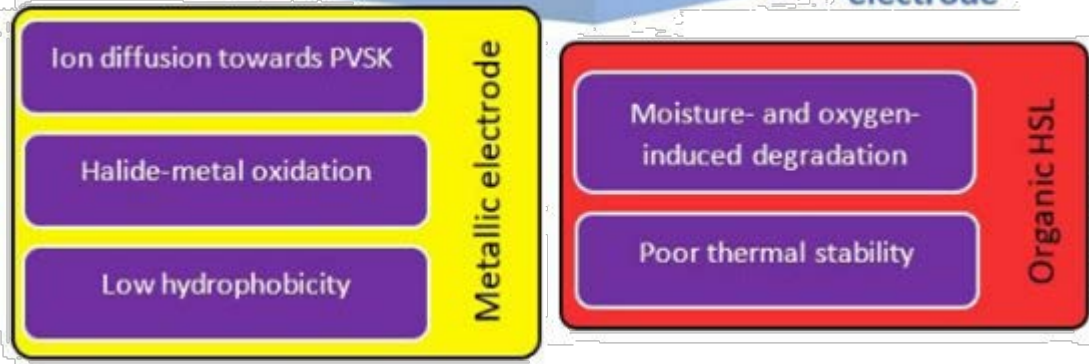 electrode
Ion diffusion towards PVSK
Halide-metal oxidation
Low hydrophobicity
Metallic electrode
Moisture- and oxygen-
induced degradation
Poor thermal stability
Organic HSL